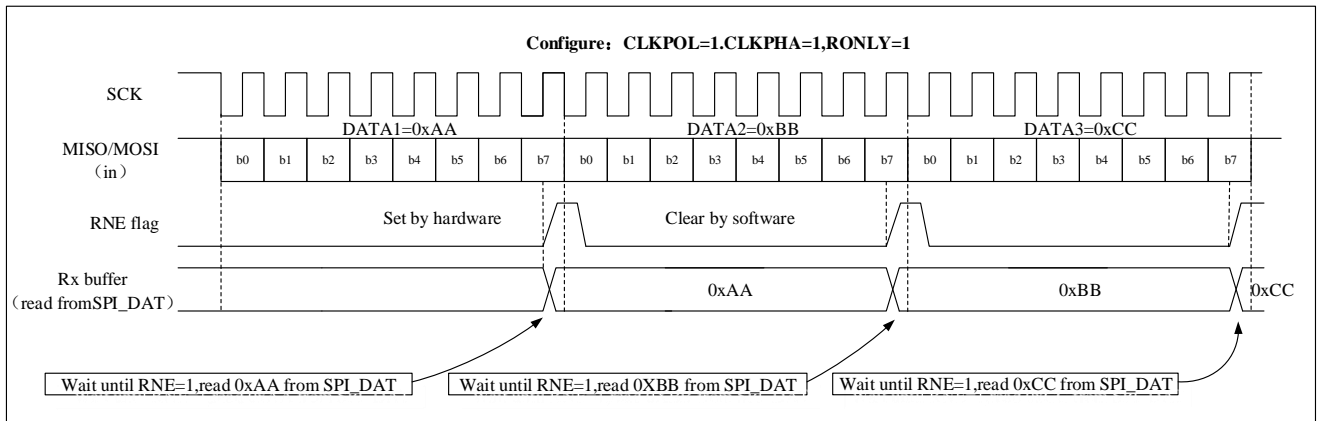 Configure：CLKPOL=1.CLKPHA=1,RONLY=1
SCK
DATA1=0xAA DATA2=0xBB DATA3=0xCC
MISO/MOSI
（in）
b0 b1 b2 b3 b4 b5 b6 b7 b0 b1 b2 b3 b4 b5 b6 b7 b0 b1 b2 b3 b4 b5 b6 b7
RNE flag
Set by hardware Clear by software
Rx buffer
（read fromSPI_DAT）
0xAA 0xBB 0xCC
Wait until RNE=1,read 0xAA from SPI_DAT
Wait until RNE=1,read 0XBB from SPI_DAT
Wait until RNE=1,read 0xCC from SPI_DAT